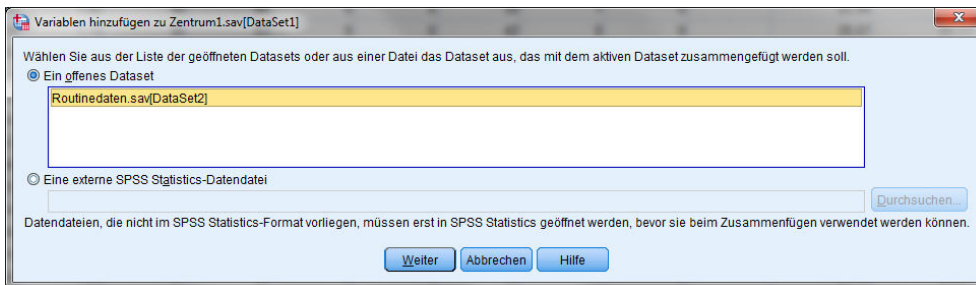 Variablen hinzufügen zu Zentrum1.sav[DataSet1]
Wählen Sie aus der Liste der geöffneten Datasets oder aus einer Datei das Dataset aus, das mit dem aktiven Dataset zusammengefügt werden soll.
Ein offenes Dataset
Routinedaten.sav[DataSet2]
Eine externe SPSS Statistics-Datendatei
Durchsuchen...
Datendateien, die nicht im SPSS Statistics-Format vorliegen, müssen erst in SPSS Statistics geöffnet werden, bevor sie beim Zusammenfügen verwendet werden können.
Weiter Abbrechen Hilfe